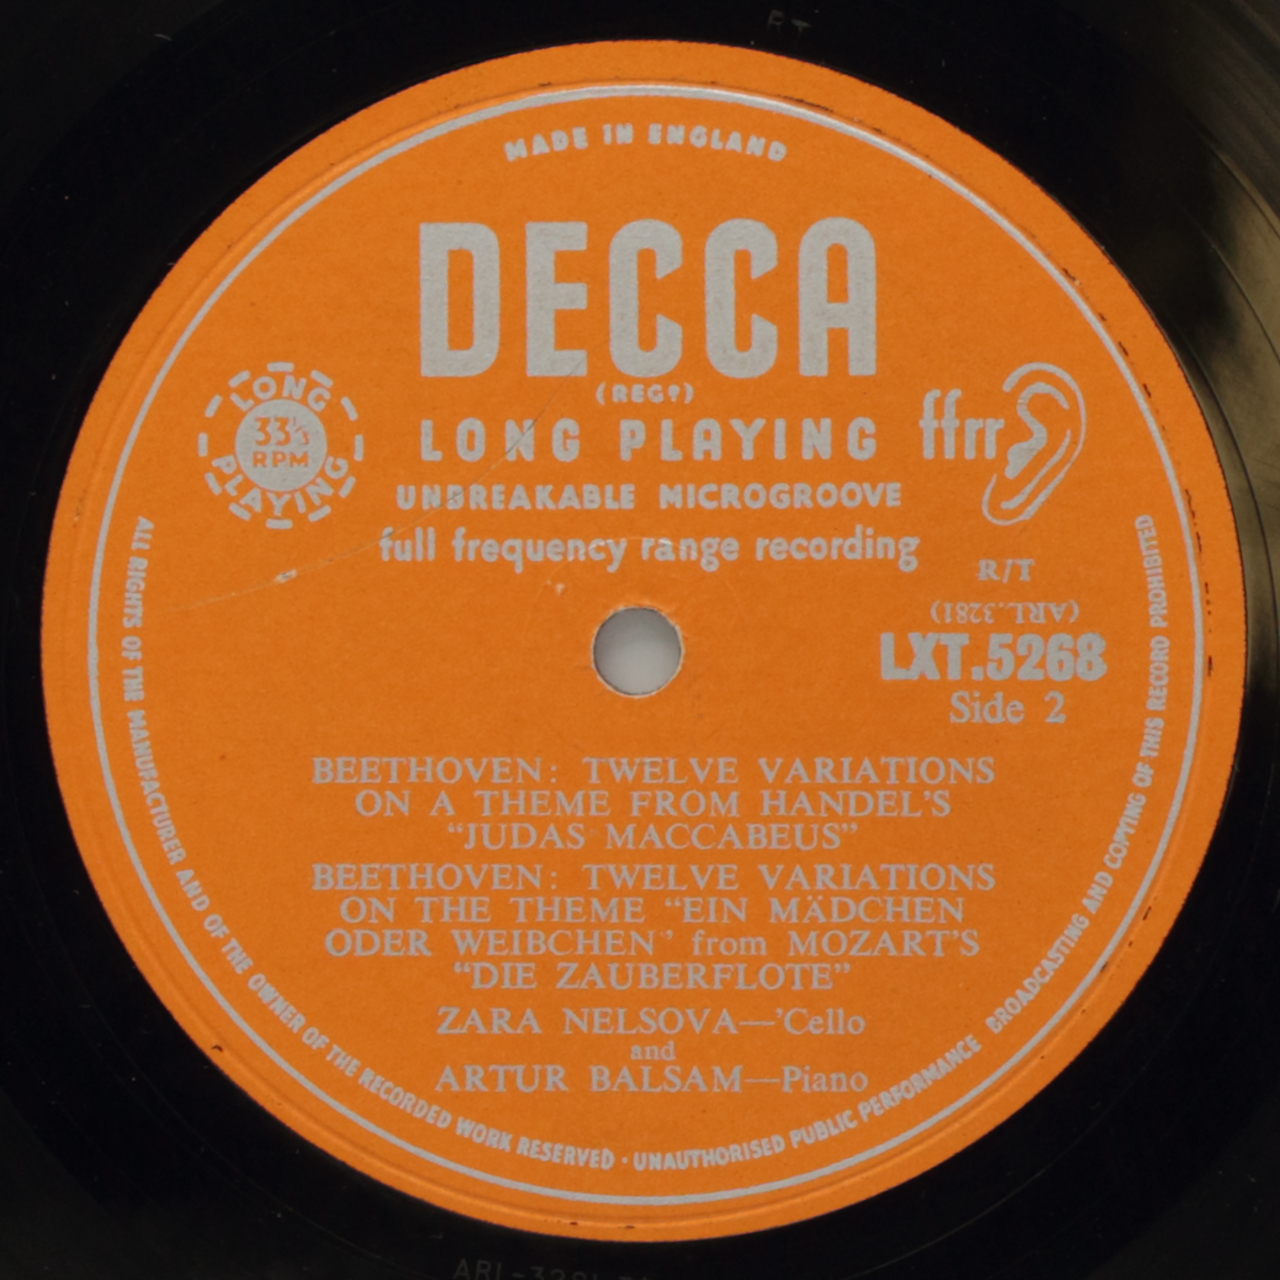 RT
MADE IN ENGLAND
DECCA
(REGD)
LONG PLAYING
33⅓
RPM
LONG PLAYING
ffrr
UNBREAKABLE MICROGROOVE
full frequency range recording
R/T
(ARL.3281)
LXT.5268
Side 2
BEETHOVEN: TWELVE VARIATIONS
ON A THEME FROM HANDEL'S
“JUDAS MACCABEUS”
BEETHOVEN: TWELVE VARIATIONS
ON THE THEME “EIN MÄDCHEN
ODER WEIBCHEN” from MOZART'S
“DIE ZAUBERFLOTE”
ZARA NELSOVA—'Cello
and
ARTUR BALSAM—Piano
ALL RIGHTS OF THE MANUFACTURER AND OF THE OWNER OF THE RECORDED WORK RESERVED · UNAUTHORISED PUBLIC PERFORMANCE BROADCASTING AND COPYING OF THIS RECORD PROHIBITED